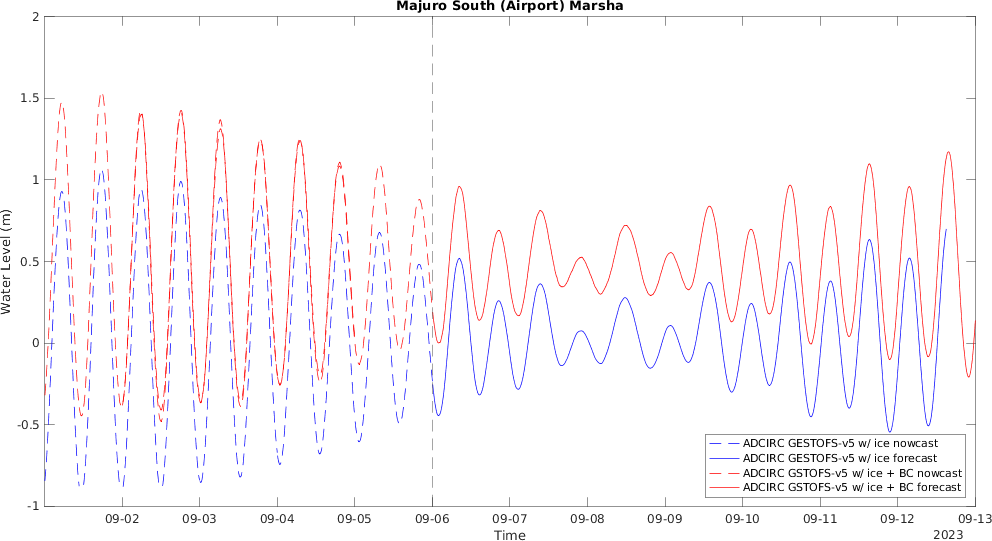 Majuro South (Airport) Marsha
2
1.5
1
0.5
0
-0.5
-1
Water Level (m)
09-02
09-03
09-04
09-05
09-06
09-07
09-08
09-09
09-10
09-11
09-12
09-13
Time
2023
ADCIRC GESTOFS-v5 w/ ice nowcast
ADCIRC GESTOFS-v5 w/ ice forecast
ADCIRC GSTOFS-v5 w/ ice + BC nowcast
ADCIRC GSTOFS-v5 w/ ice + BC forecast